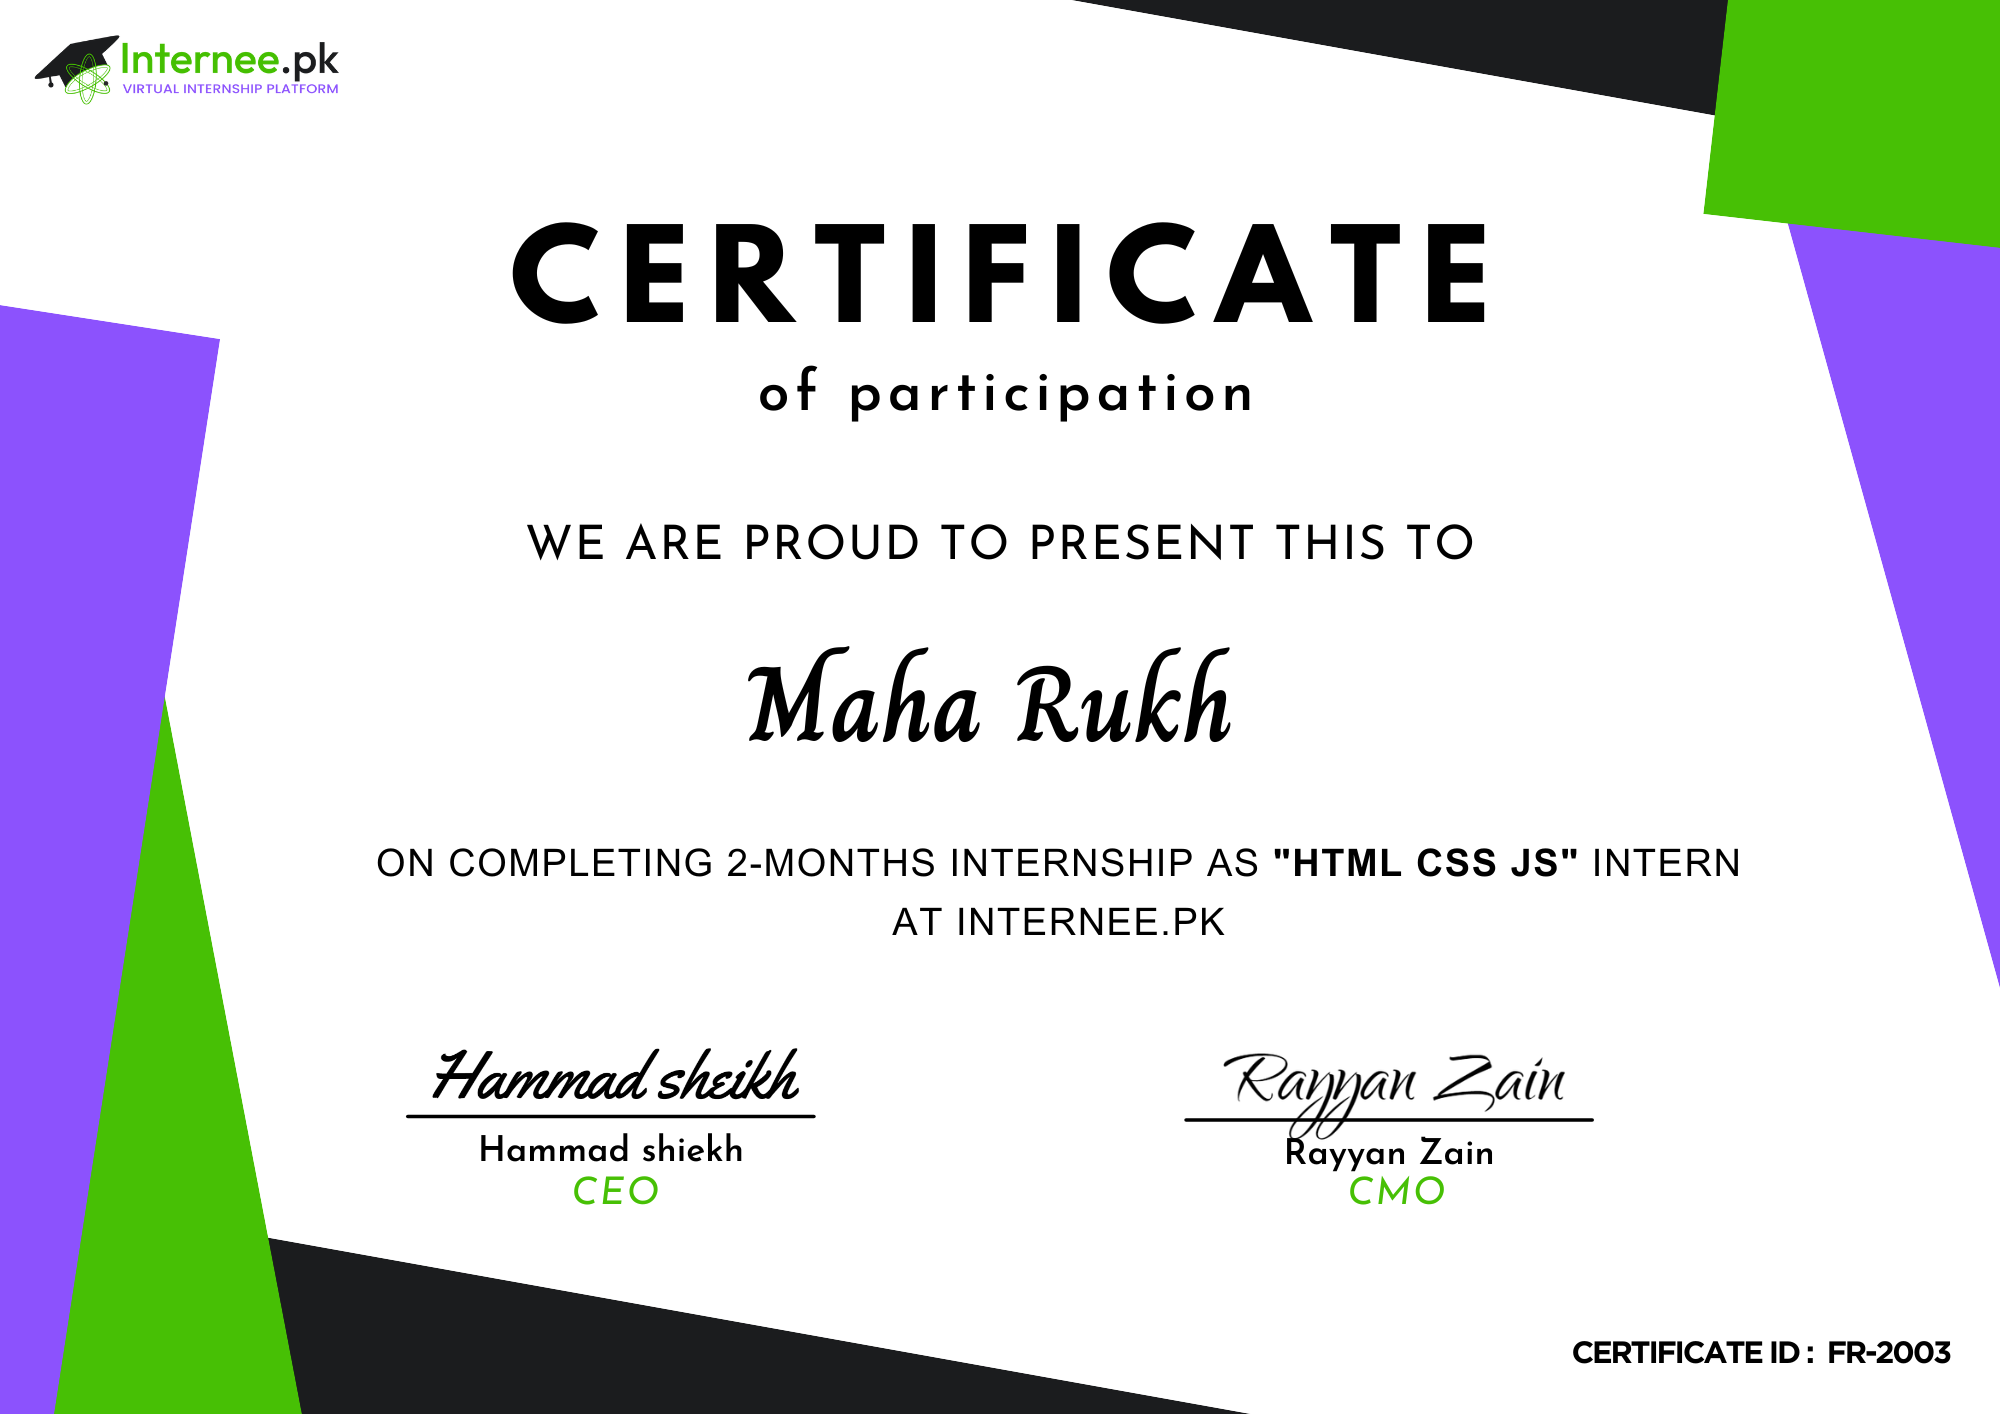 Internee.pk
VIRTUAL INTERNSHIP PLATFORM
CERTIFICATE
of participation
WE ARE PROUD TO PRESENT THIS TO
Maha Rukh
ON COMPLETING 2-MONTHS INTERNSHIP AS "HTML CSS JS" INTERN
AT INTERNEE.PK
Hammad sheikh
Hammad shiekh
CEO
Rayyan Zain
Rayyan Zain
CMO
CERTIFICATE ID : FR-2003